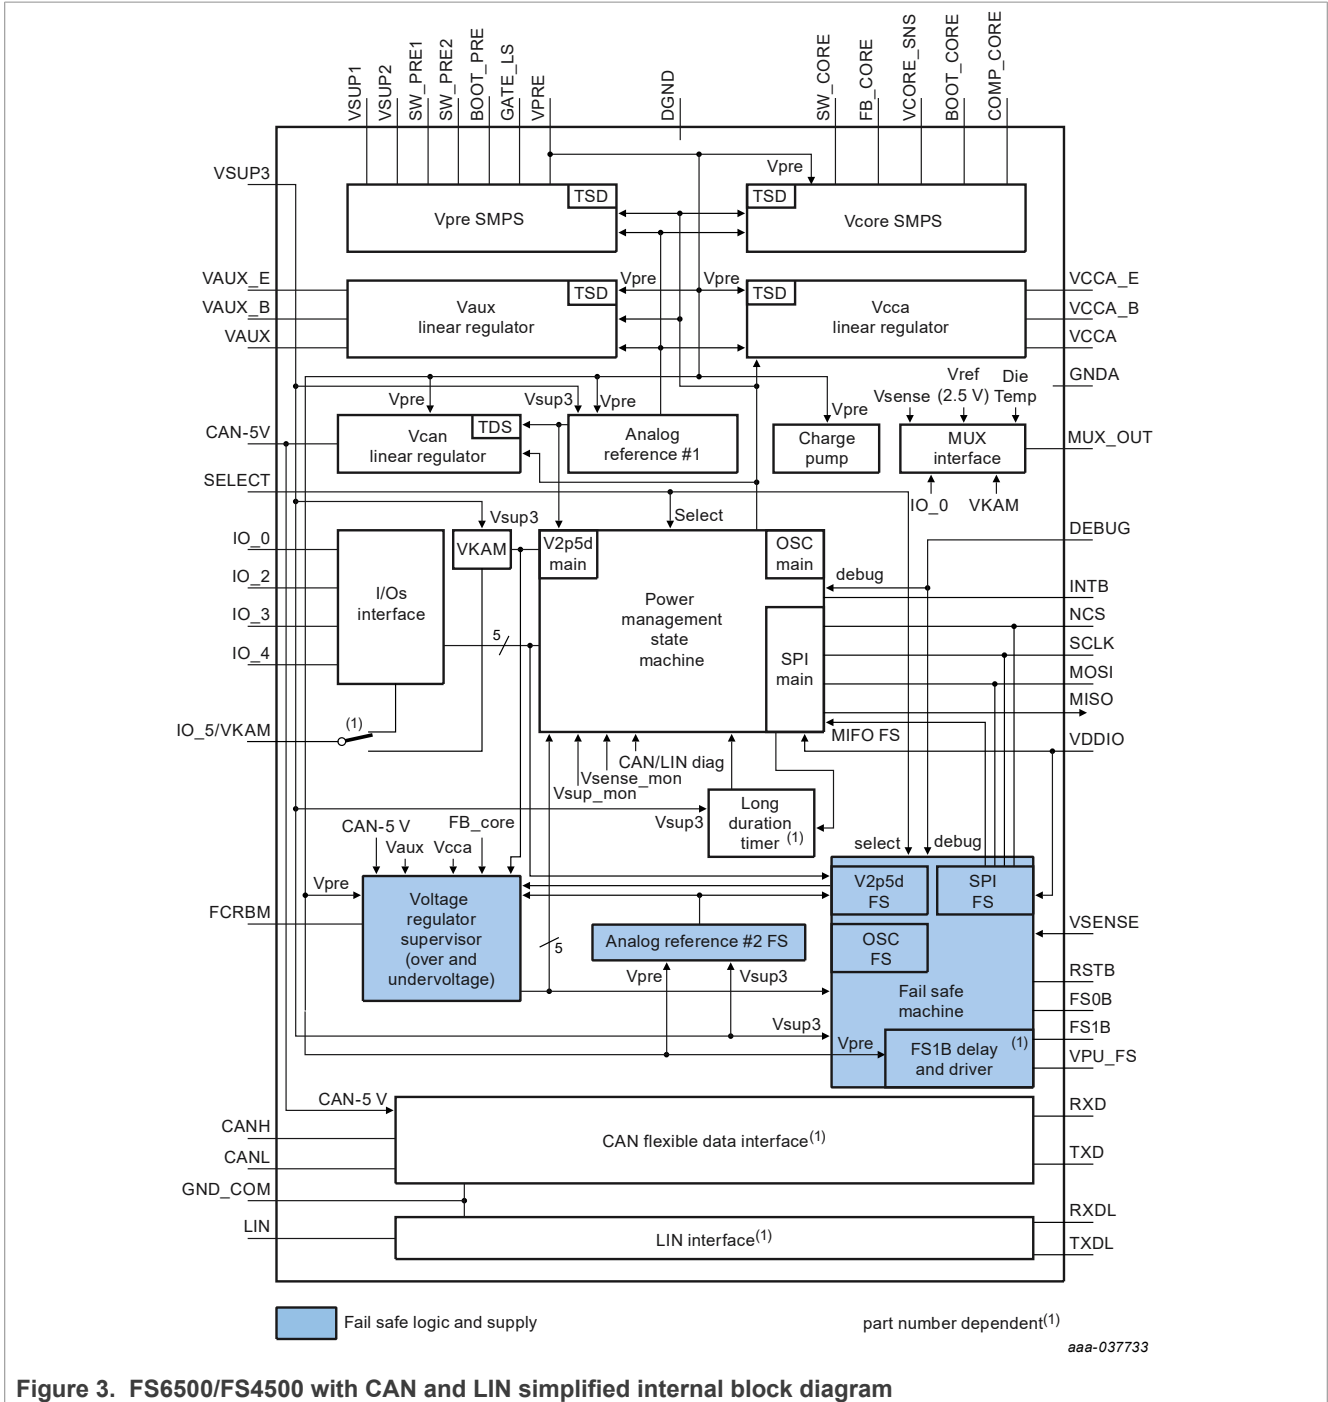 VSUP1
VSUP2
SW_PRE1
SW_PRE2
BOOT_PRE
GATE_LS
VPRE
DGND
SW_CORE
FB_CORE
VCORE_SNS
BOOT_CORE
COMP_CORE
VSUP3
Vpre
TSD
Vpre SMPS
TSD
Vcore SMPS
VAUX_E
VAUX_B
VAUX
Vpre
Vpre
TSD
Vaux
linear regulator
TSD
Vcca
linear regulator
VCCA_E
VCCA_B
VCCA
GNDA
Vpre
Vsup3
Vpre
Vpre
Vsense
Vref
(2.5 V)
Die
Temp
CAN-5V
TDS
Vcan
linear regulator
Analog
reference #1
Charge
pump
MUX
interface
MUX_OUT
SELECT
Select
IO_0
VKAM
Vsup3
IO_0
IO_2
IO_3
IO_4
I/Os
interface
VKAM
V2p5d
main
OSC
main
Power
management
state
machine
SPI
main
5
debug
DEBUG
INTB
NCS
SCLK
MOSI
MISO
VDDIO
MIFO FS
IO_5/VKAM
(1)
CAN/LIN diag
Vsense_mon
Vsup_mon
Vsup3
Long
duration
timer (1)
CAN-5 V
Vaux
Vcca
FB_core
Vpre
FCRBM
Voltage
regulator
supervisor
(over and
undervoltage)
5
Analog reference #2 FS
Vpre
Vsup3
select
debug
V2p5d
FS
SPI
FS
OSC
FS
Fail safe
machine
Vsup3
Vpre
FS1B delay
and driver
(1)
VSENSE
RSTB
FS0B
FS1B
VPU_FS
CAN-5 V
CANH
CANL
GND_COM
LIN
CAN flexible data interface(1)
LIN interface(1)
RXD
TXD
RXDL
TXDL
Fail safe logic and supply
part number dependent(1)
aaa-037733
Figure 3. FS6500/FS4500 with CAN and LIN simplified internal block diagram